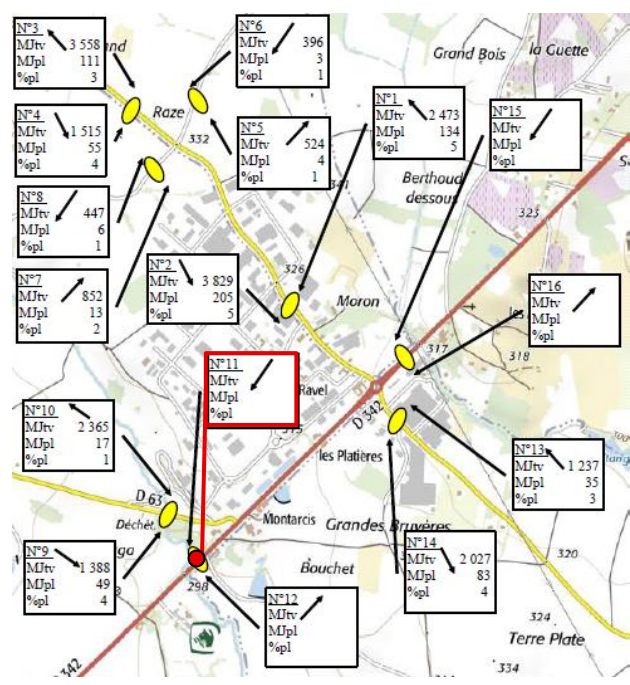 N°3
MJtv 3 558
MJpl 111
%pl 3
and
N°6
MJtv 396
MJpl 3
%pl 1
Grand Bois
la Guette
N°4
MJtv 1 515
MJpl 55
%pl 4
Raze
332
N°5
MJtv 524
MJpl 4
%pl 1
341
N°1
MJtv 2 473
MJpl 134
%pl 5
N°15
MJtv
MJpl
%pl
S
Berthoud
dessous
323
N°8
MJtv 447
MJpl 6
%pl 1
N°7
MJtv 852
MJpl 13
%pl 2
N°2
MJtv 3 829
MJpl 205
%pl 5
326
Moron
les
N°16
MJtv
MJpl
%pl
317
318
N°11
MJtv
MJpl
%pl
Ravel
315
D 342
les Platières
N°10
MJtv 2 365
MJpl 17
%pl 1
N°13
MJtv 1 237
MJpl 35
%pl 3
D 63
Déchèt.
Montarcis
Grandes Bruyères
N°9
MJtv 1 388
MJpl 49
%pl 4
ga
298
Bouchet
N°14
MJtv 2 027
MJpl 83
%pl 4
320
N°12
MJtv
MJpl
%pl
324
Terre Plate
334
D 342